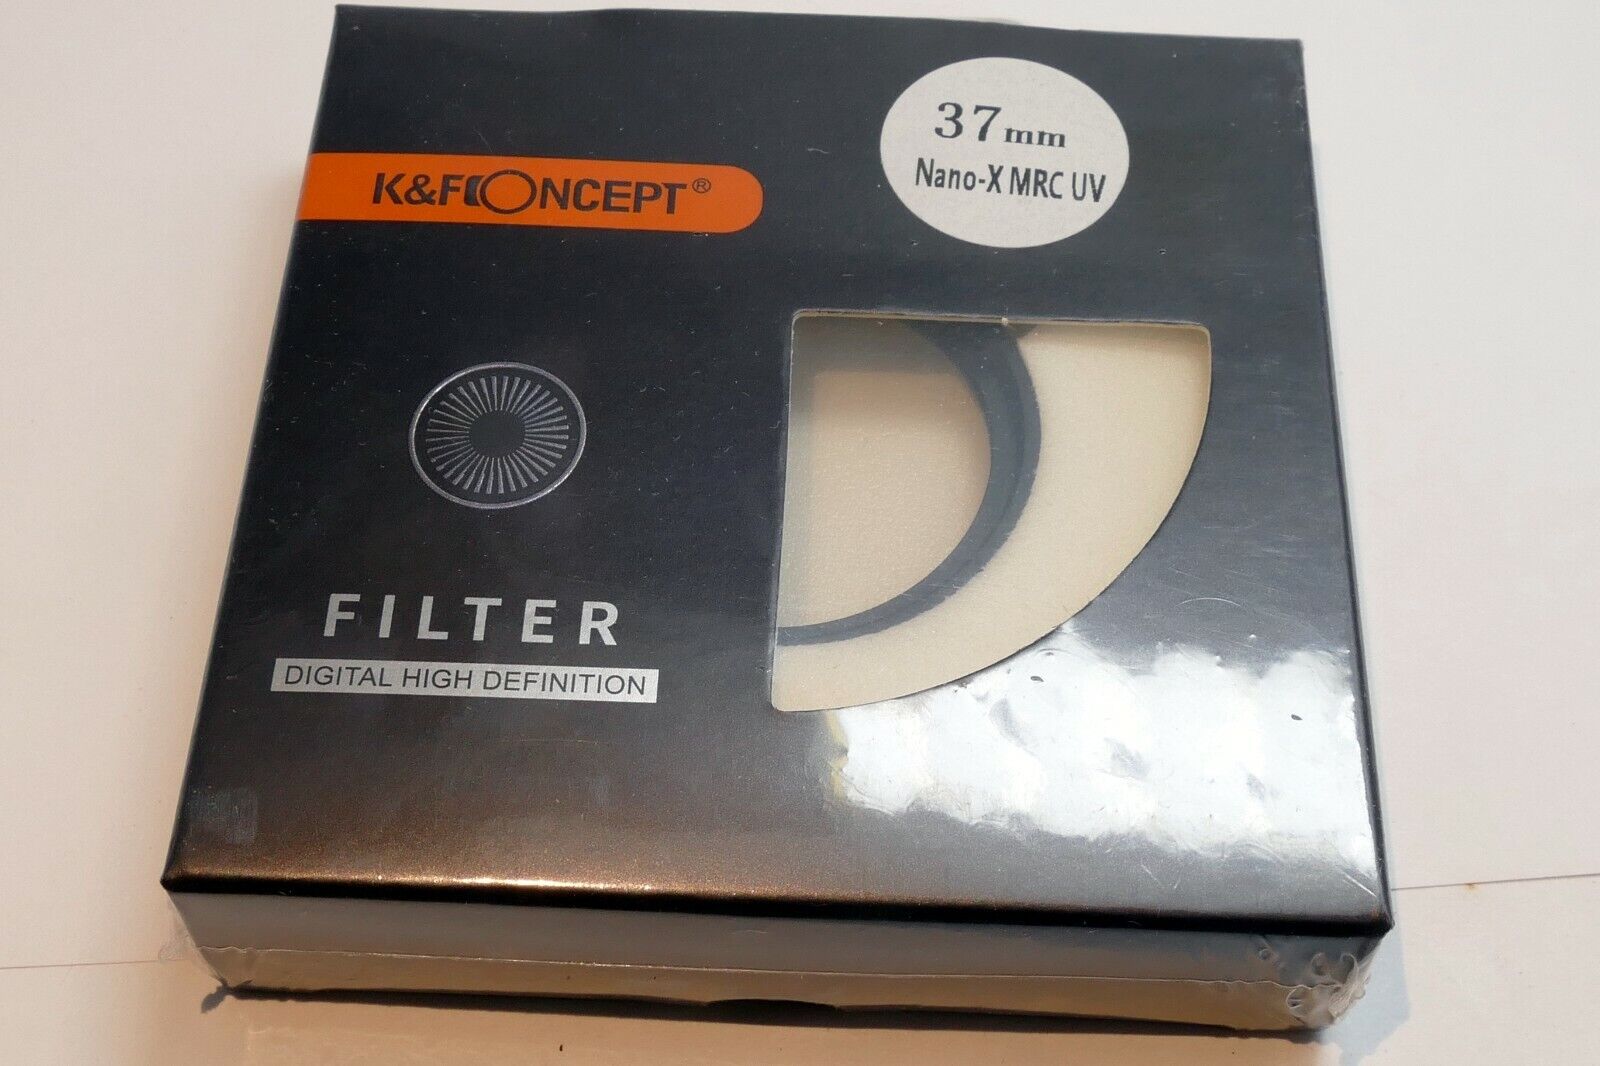 37mm
Nano-X MRC UV
K&F CONCEPT®
FILTER
DIGITAL HIGH DEFINITION